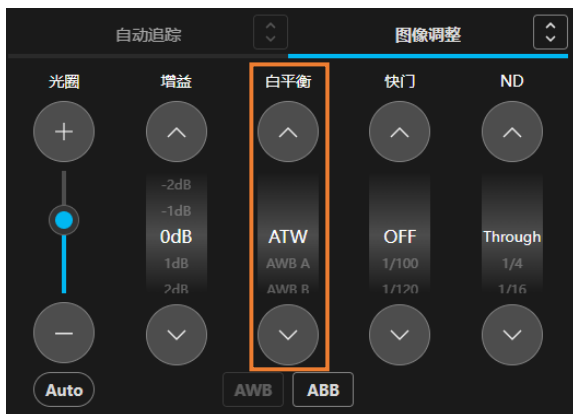 自动追踪 图像调整
光圈 增益 白平衡 快门 ND
-2dB
-1dB
0dB ATW OFF Through
1dB AWB A 1/100 1/4
2dB AWB B 1/120 1/16
Auto AWB ABB